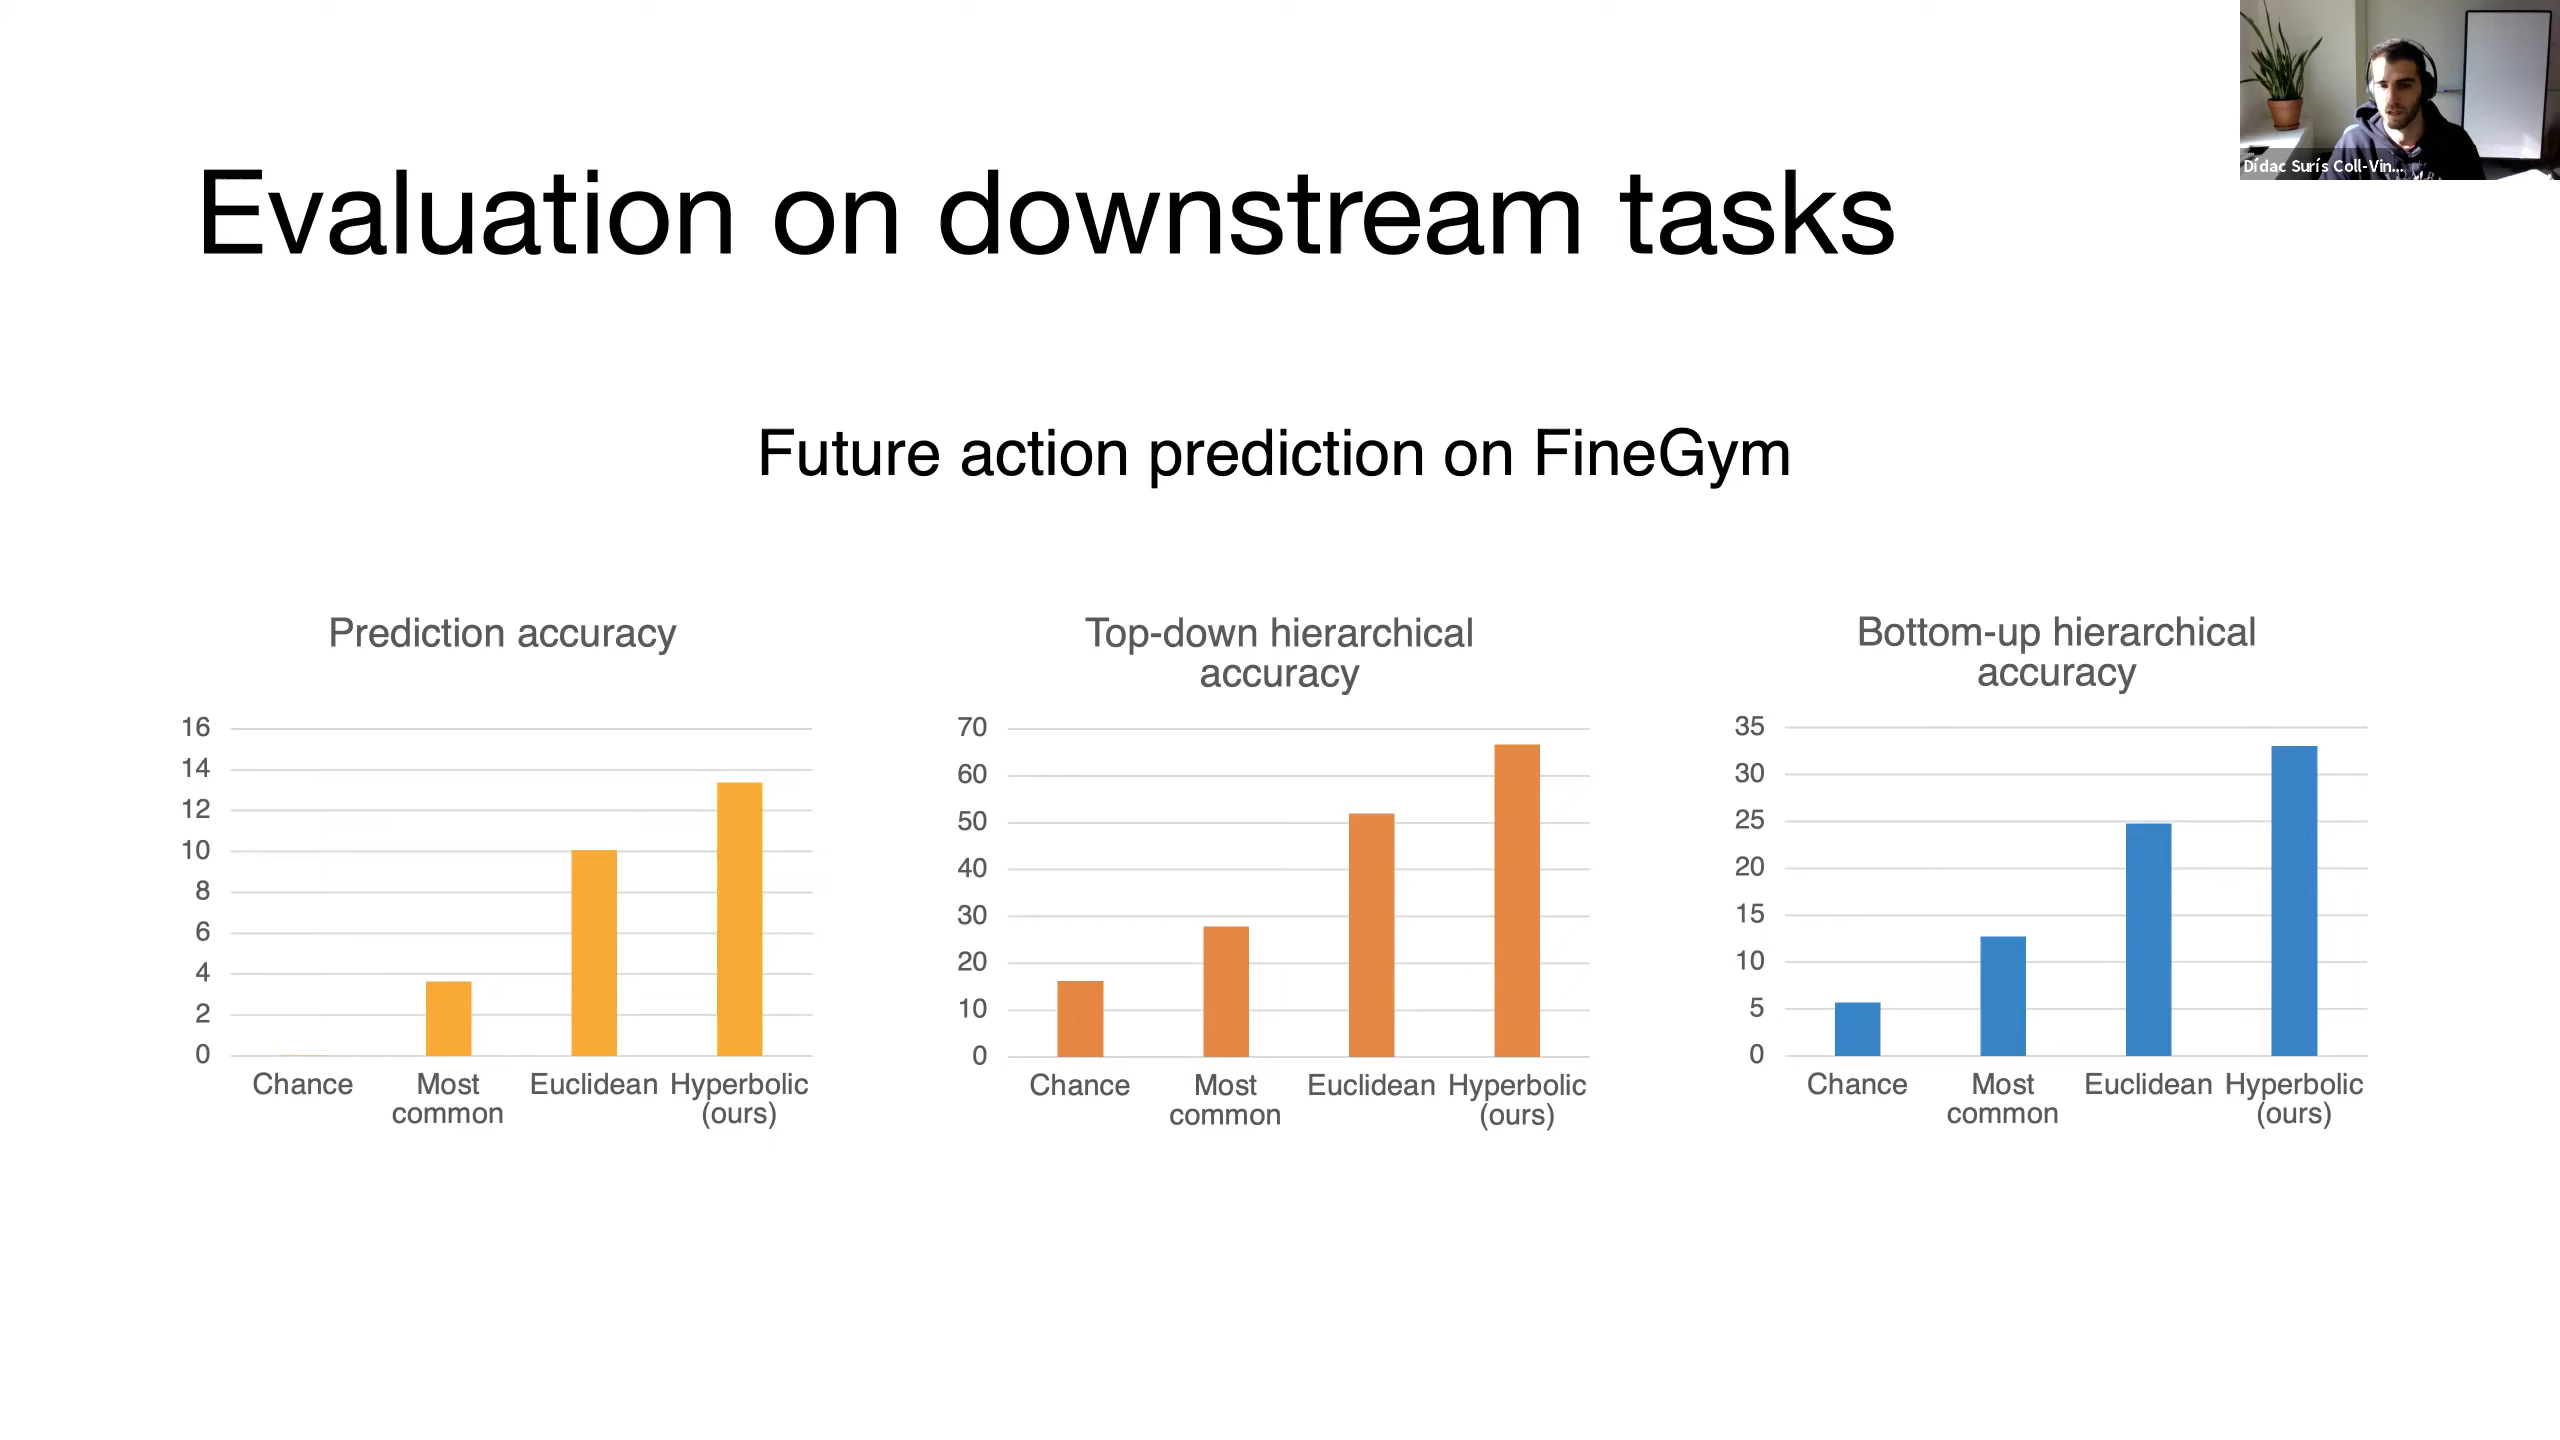 Dídac Surís Coll-Vin...
Evaluation on downstream tasks
Future action prediction on FineGym
Prediction accuracy
16
14
12
10
8
6
4
2
0
Chance
Most
common
Euclidean
Hyperbolic
(ours)
Top-down hierarchical
accuracy
70
60
50
40
30
20
10
0
Chance
Most
common
Euclidean
Hyperbolic
(ours)
Bottom-up hierarchical
accuracy
35
30
25
20
15
10
5
0
Chance
Most
common
Euclidean
Hyperbolic
(ours)